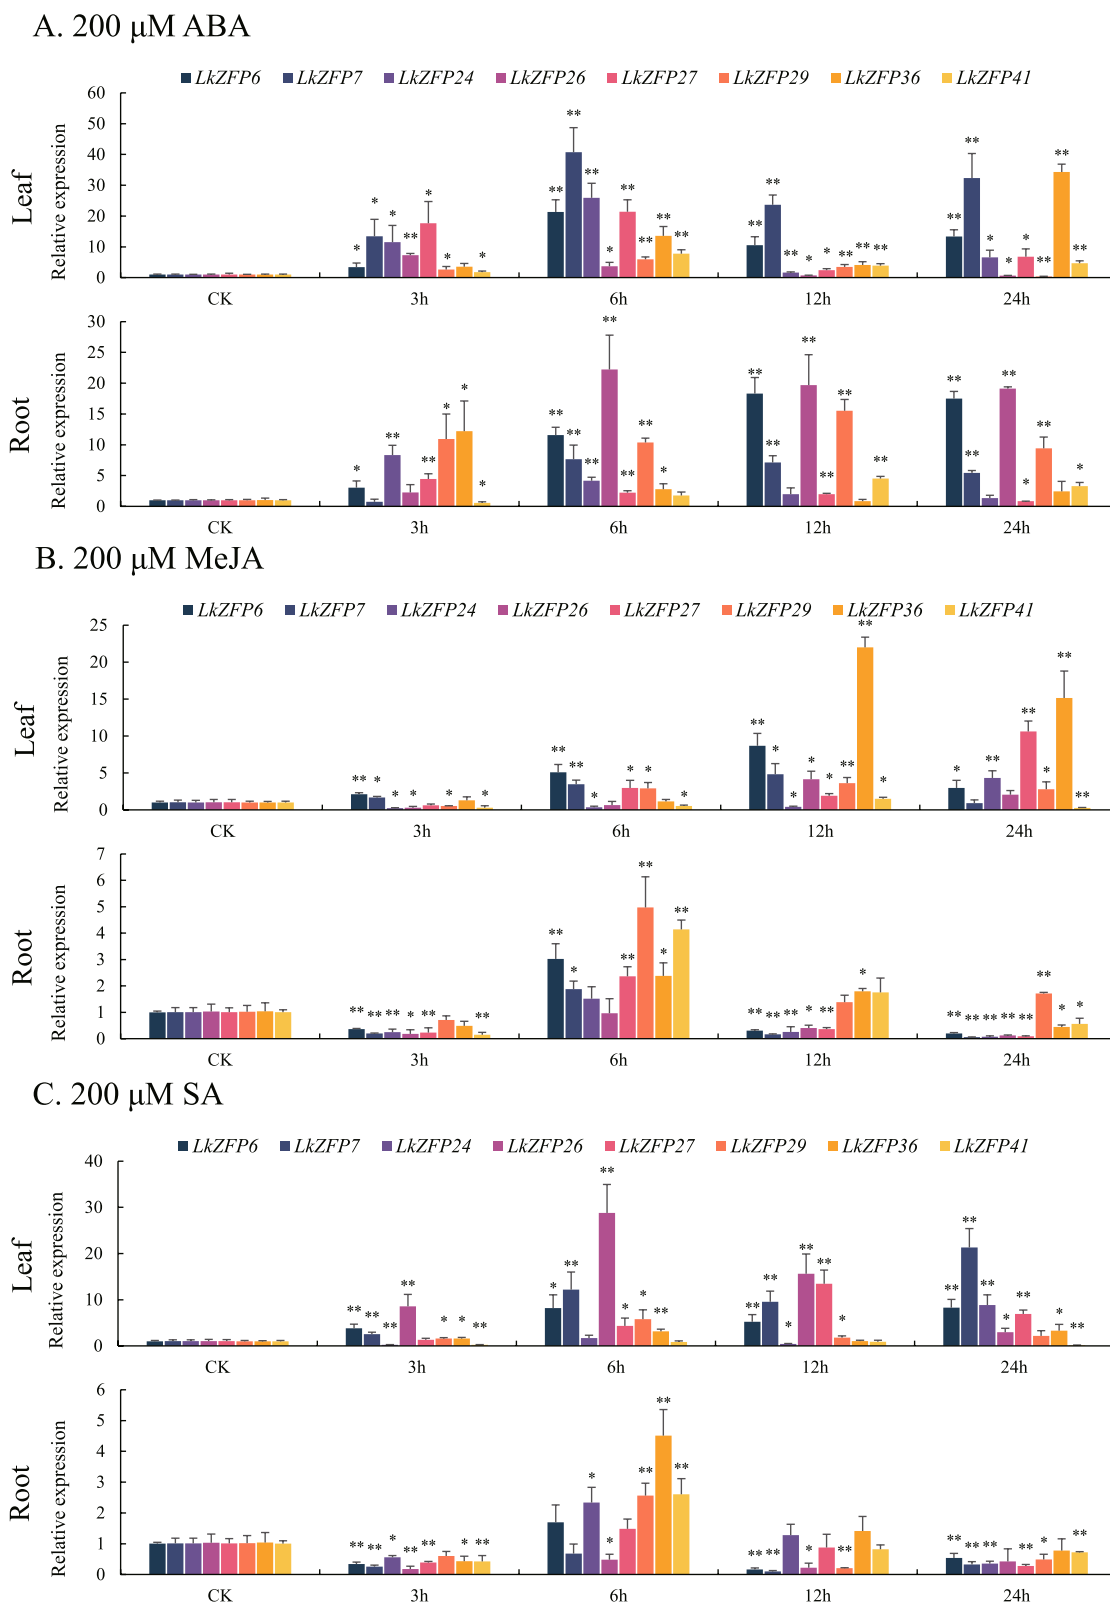 A. 200 μM ABA
LkZFP6 LkZFP7 LkZFP24 LkZFP26 LkZFP27 LkZFP29 LkZFP36 LkZFP41
Leaf
Relative expression
60
50
40
30
20
10
0
* * * ** * * *
** ** ** * ** ** ** **
** ** ** * * * ** **
** ** * * * ** ** **
CK 3h 6h 12h 24h
Root
Relative expression
30
25
20
15
10
5
0
* ** ** * * *
** ** ** ** ** ** *
** ** ** ** ** **
** ** ** * ** *
CK 3h 6h 12h 24h
B. 200 μM MeJA
LkZFP6 LkZFP7 LkZFP24 LkZFP26 LkZFP27 LkZFP29 LkZFP36 LkZFP41
Leaf
Relative expression
25
20
15
10
5
0
** * * * * *
** ** * * * *
** * * * * ** ** *
* ** ** * ** **
CK 3h 6h 12h 24h
Root
Relative expression
7
6
5
4
3
2
1
0
** ** ** * ** **
** * ** ** * **
** ** ** * ** *
** ** ** ** ** ** * *
CK 3h 6h 12h 24h
C. 200 μM SA
LkZFP6 LkZFP7 LkZFP24 LkZFP26 LkZFP27 LkZFP29 LkZFP36 LkZFP41
Leaf
Relative expression
40
30
20
10
0
** ** ** ** * * **
* ** ** * * **
** ** * ** ** *
** ** ** * ** * **
CK 3h 6h 12h 24h
Root
Relative expression
6
5
4
3
2
1
0
** ** * ** ** * **
* * ** ** **
** ** * **
** ** ** ** * **
CK 3h 6h 12h 24h